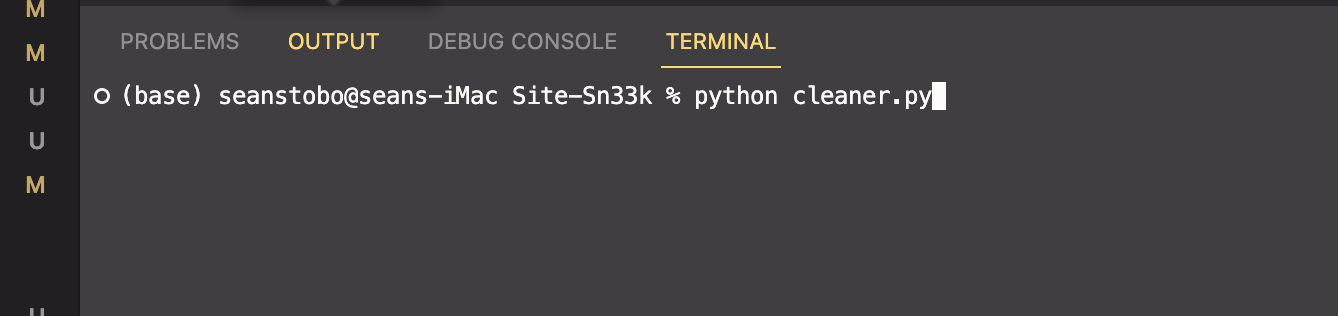 M
M
U
U
M
U
PROBLEMS OUTPUT DEBUG CONSOLE TERMINAL
(base) seanstobo@seans-iMac Site-Sn33k % python cleaner.py